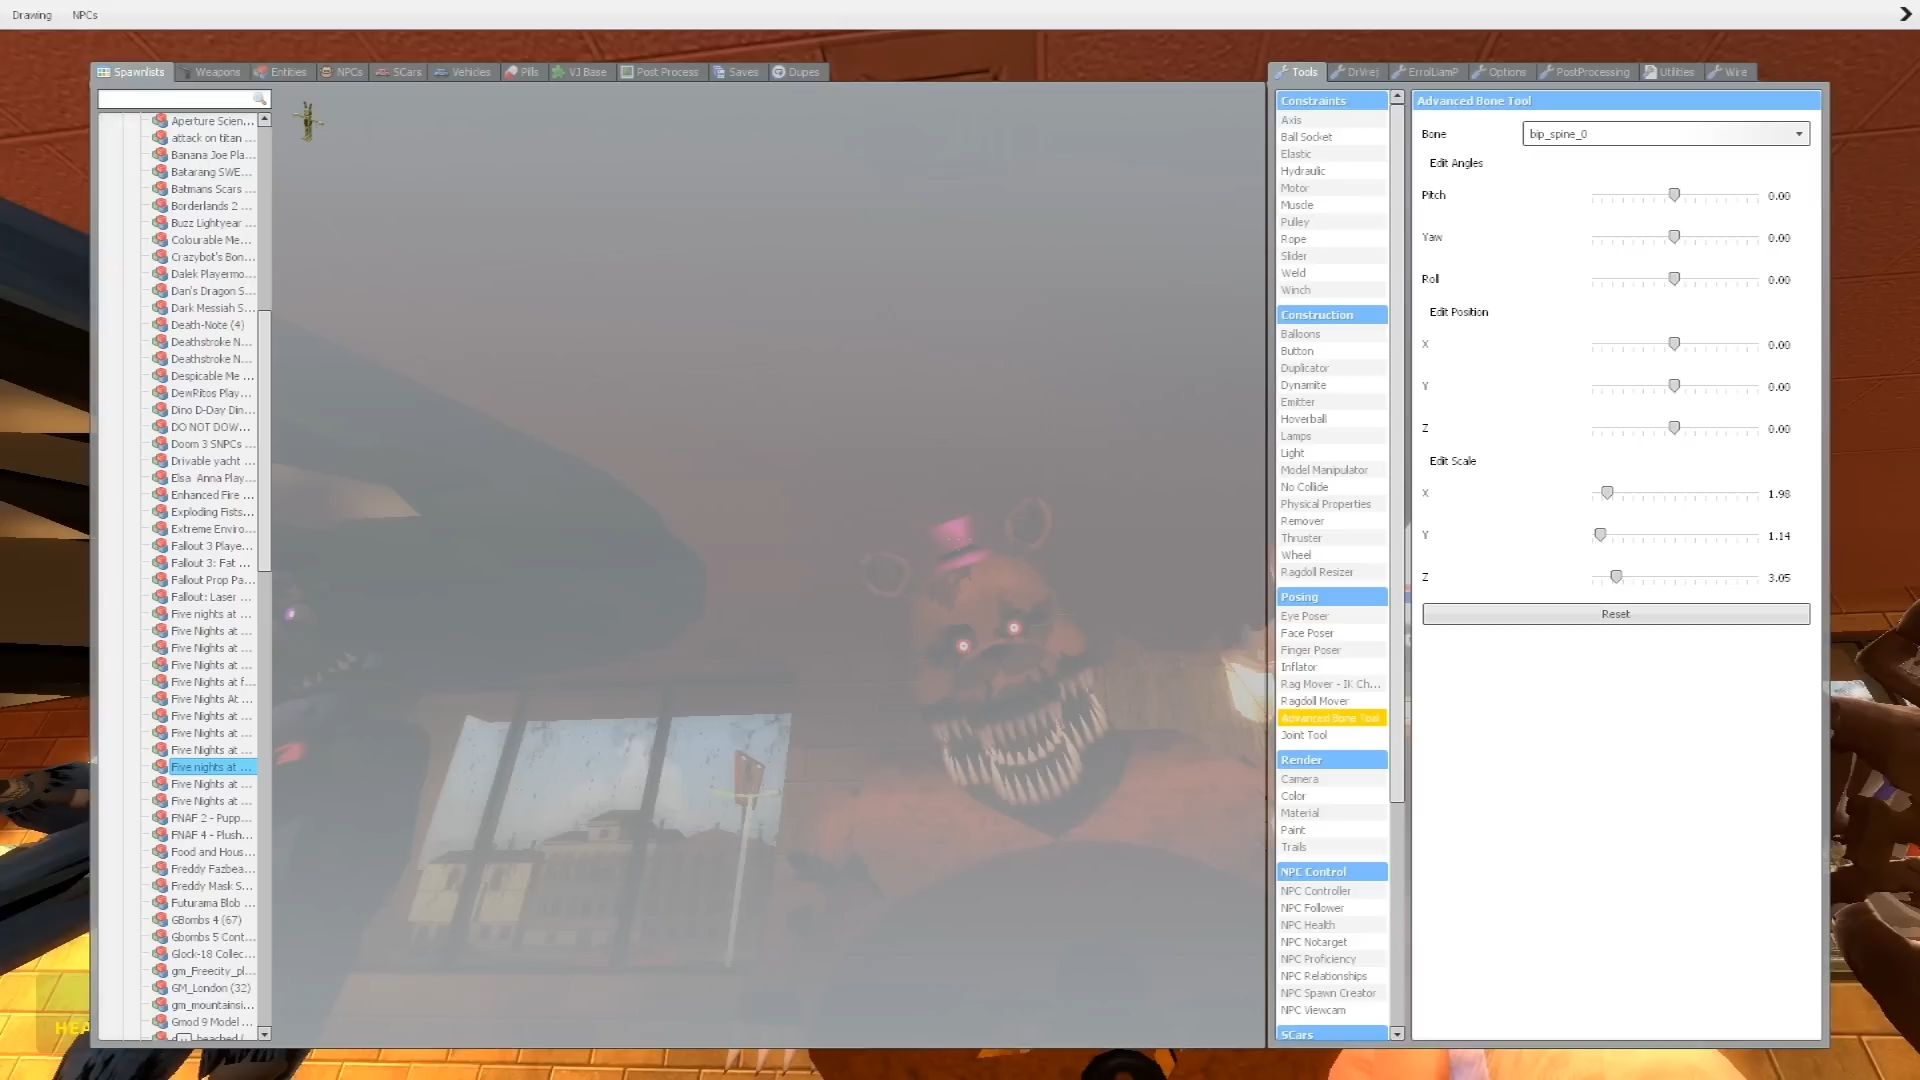 Drawing NPCs
Spawnlists Weapons Entities NPCs SCars Vehicles Pills VJ Base Post Process Saves Dupes
Aperture Scien...
attack on titan ...
Banana Joe Pla...
Batarang SWE...
Batmans Scars ...
Borderlands 2 ...
Buzz Lightyear ...
Colourable Me...
Crazybot's Bon...
Dalek Playermo...
Dan's Dragon S...
Dark Messiah S...
Death-Note (4)
Deathstroke N...
Deathstroke N...
Despicable Me ...
DewRitos Play...
Dino D-Day Din...
DO NOT DOW...
Doom 3 SNPCs ...
Drivable yacht ...
Elsa Anna Play...
Enhanced Fire ...
Exploding Fists...
Extreme Enviro...
Fallout 3 Playe...
Fallout 3: Fat ...
Fallout Prop Pa...
Fallout: Laser ...
Five nights at ...
Five Nights at ...
Five Nights at ...
Five Nights at ...
Five Nights at f...
Five Nights At ...
Five Nights at ...
Five Nights at ...
Five Nights at ...
Five nights at ...
Five Nights at ...
Five Nights at ...
FNAF 2 - Pupp...
FNAF 4 - Plush...
Food and Hous...
Freddy Fazbea...
Freddy Mask S...
Futurama Blob ...
GBombs 4 (67)
Gbombs 5 Cont...
Glock-18 Collec...
gm_Freecity_pl...
GM_London (32)
gm_mountainsi...
Gmod 9 Model ...
HEA
Tools DrVrej ErrolLiamP Options PostProcessing Utilities Wire
Constraints
Axis
Ball Socket
Elastic
Hydraulic
Motor
Muscle
Pulley
Rope
Slider
Weld
Winch
Construction
Balloons
Button
Duplicator
Dynamite
Emitter
Hoverball
Lamps
Light
Model Manipulator
No Collide
Physical Properties
Remover
Thruster
Wheel
Ragdoll Resizer
Posing
Eye Poser
Face Poser
Finger Poser
Inflator
Rag Mover - IK Ch...
Ragdoll Mover
Advanced Bone Tool
Joint Tool
Render
Camera
Color
Material
Paint
Trails
NPC Control
NPC Controller
NPC Follower
NPC Health
NPC Notarget
NPC Proficiency
NPC Relationships
NPC Spawn Creator
NPC Viewcam
SCars
Advanced Bone Tool
Bone bip_spine_0
Edit Angles
Pitch 0.00
Yaw 0.00
Roll 0.00
Edit Position
X 0.00
Y 0.00
Z 0.00
Edit Scale
X 1.98
Y 1.14
Z 3.05
Reset